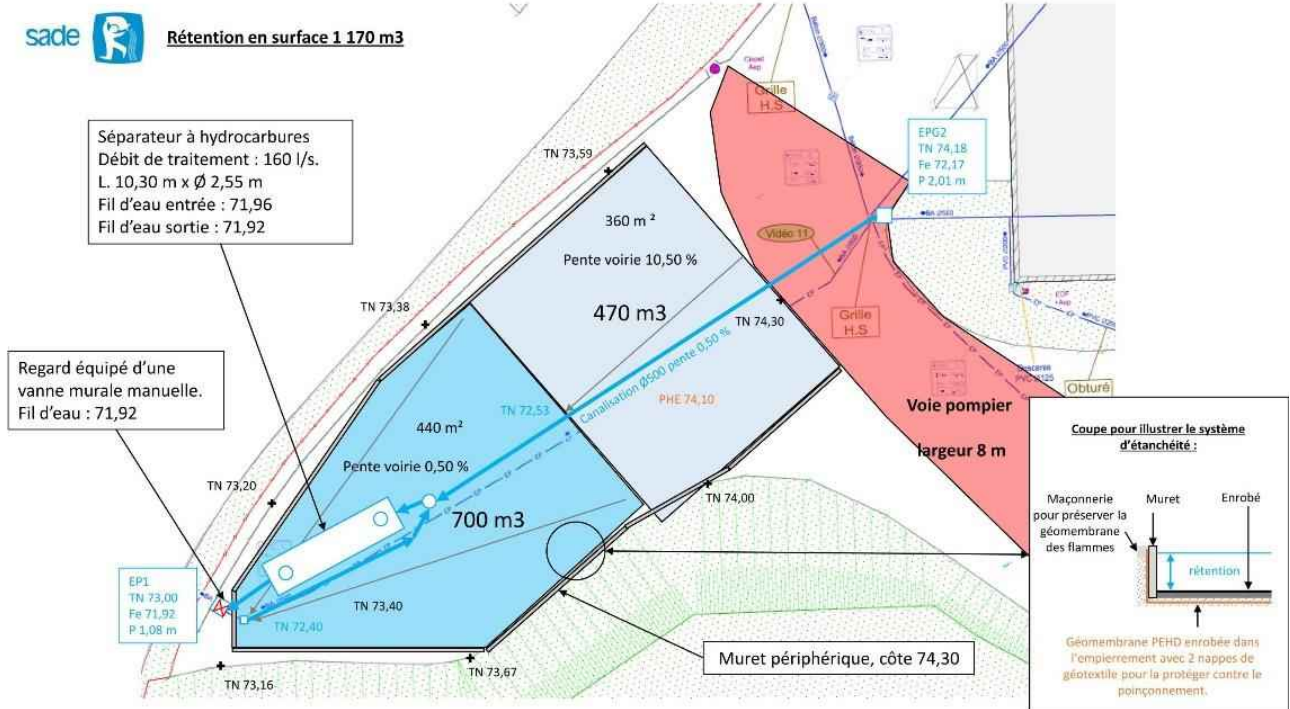 sade
Rétention en surface 1 170 m3
Séparateur à hydrocarbures
Débit de traitement : 160 l/s.
L. 10,30 m x Ø 2,55 m
Fil d'eau entrée : 71,96
Fil d'eau sortie : 71,92
Regard équipé d'une
vanne murale manuelle.
Fil d'eau : 71,92
EP1
TN 73,00
Fe 71,92
P 1,08 m
TN 73,59
TN 73,38
TN 73,20
360 m ²
Pente voirie 10,50 %
470 m3
TN 74,30
PHE 74,10
Canalisation Ø500 pente 0,50 %
TN 72,53
440 m²
Pente voirie 0,50 %
700 m3
TN 73,40
TN 72,40
TN 73,16
TN 73,67
TN 74,00
Grille
H.S
EPG2
TN 74,18
Fe 72,17
P 2,01 m
Vidéo 11
Grille
H.S
Obturé
Voie pompier
largeur 8 m
Muret périphérique, côte 74,30
Coupe pour illustrer le système
d'étanchéité :
Maçonnerie
pour préserver la
géomembrane
des flammes
Muret
Enrobé
rétention
Géomembrane PEHD enrobée dans
l'empierrement avec 2 nappes de
géotextile pour la protéger contre le
poinçonnement.